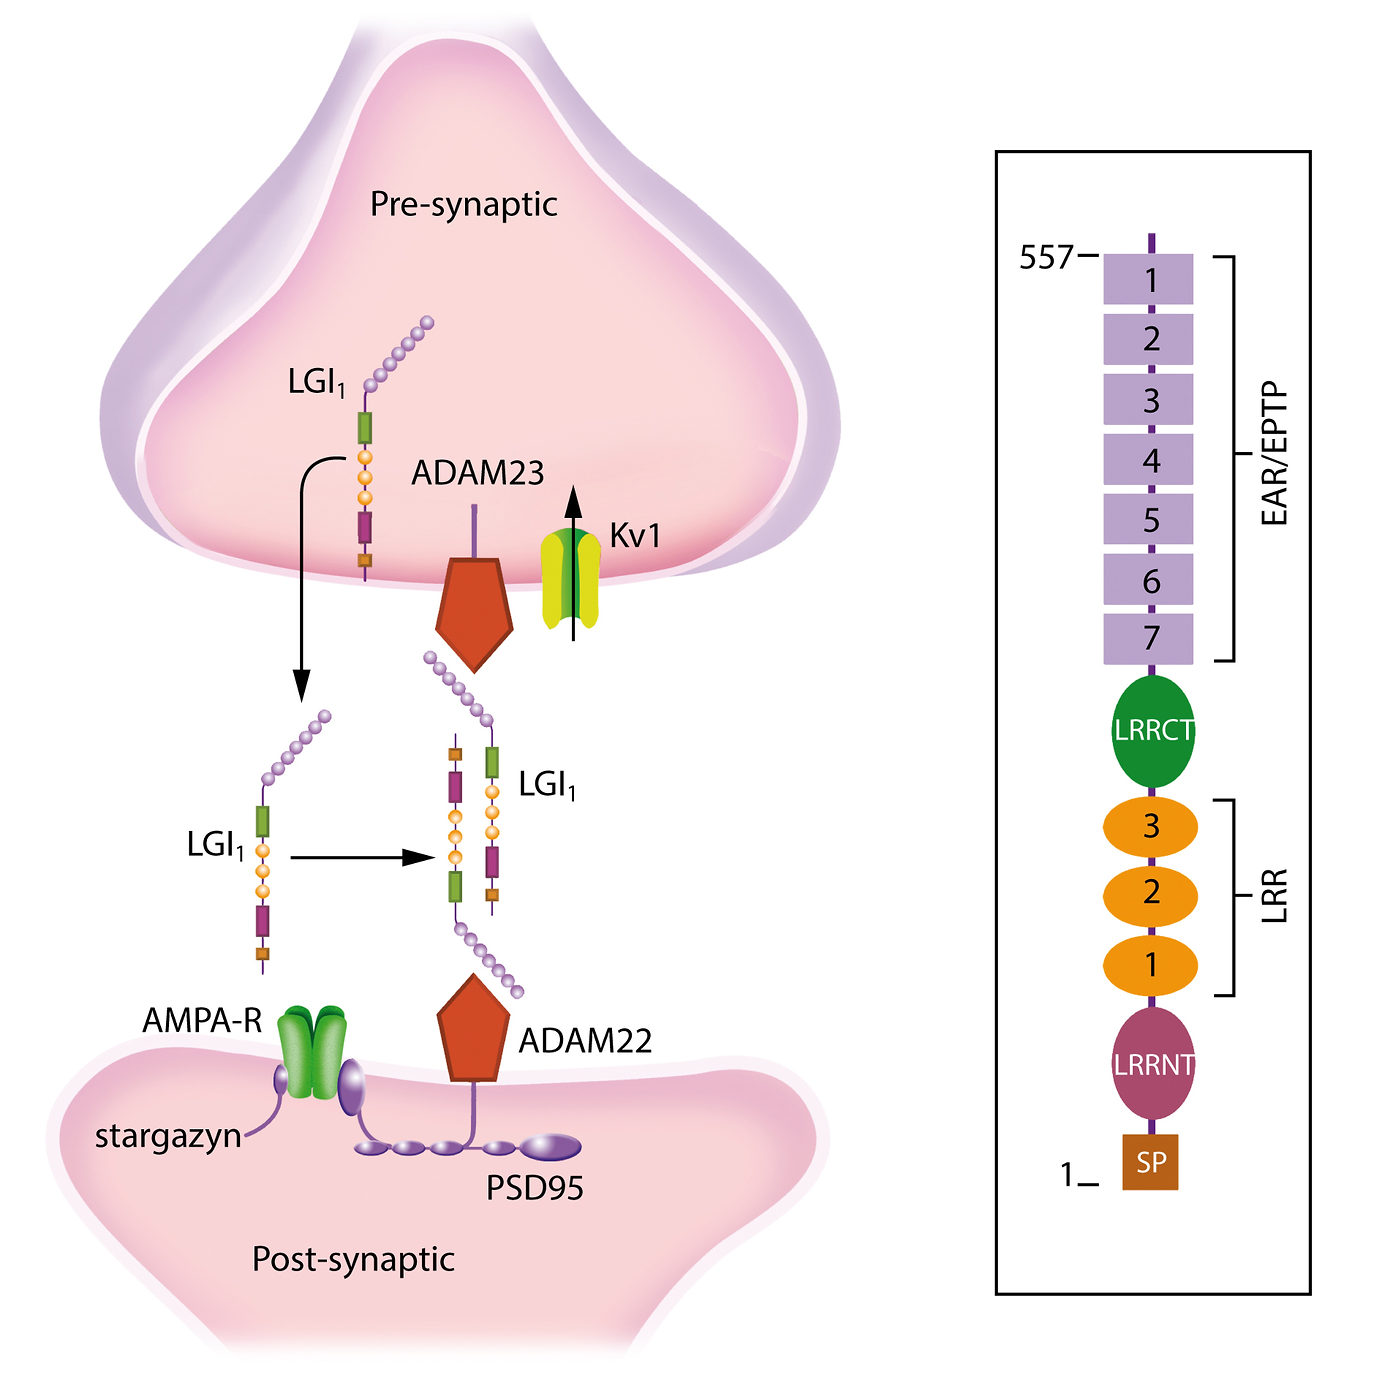 Pre-synaptic
LGI1
ADAM23
Kv1
LGI1
LGI1
AMPA-R
ADAM22
stargazyn
PSD95
Post-synaptic
557
1
2
3
4
5
6
7
EAR/EPTP
LRRCT
3
2
1
LRR
LRRNT
SP
1